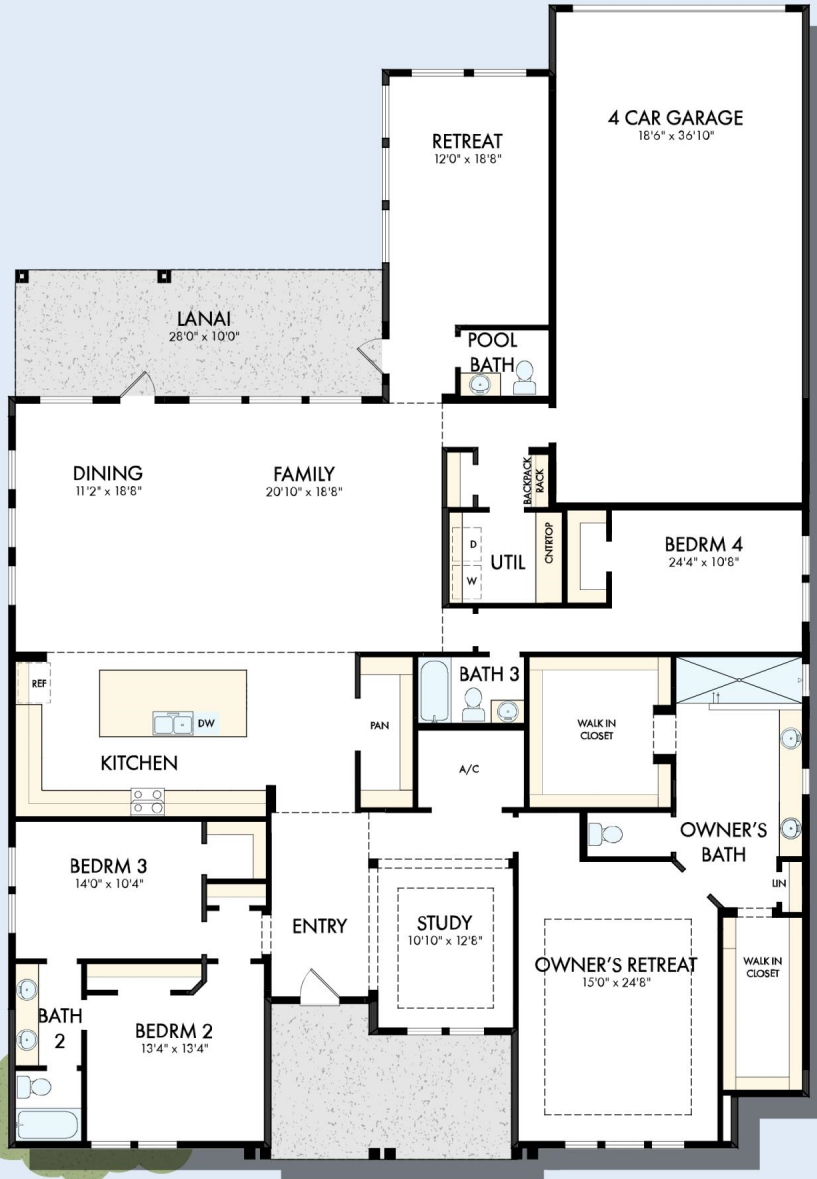 4 CAR GARAGE
18'6" x 36'10"
RETREAT
12'0" x 18'8"
LANAI
28'0" x 10'0"
POOL
BATH
DINING
11'2" x 18'8"
FAMILY
20'10" x 18'8"
BACKPACK
RACK
D
W
UTIL
CNTRTOP
BEDRM 4
24'4" x 10'8"
REF
DW
KITCHEN
PAN
BATH 3
A/C
WALK IN
CLOSET
OWNER'S
BATH
LIN
BEDRM 3
14'0" x 10'4"
ENTRY
STUDY
10'10" x 12'8"
OWNER'S RETREAT
15'0" x 24'8"
WALK IN
CLOSET
BATH
2
BEDRM 2
13'4" x 13'4"